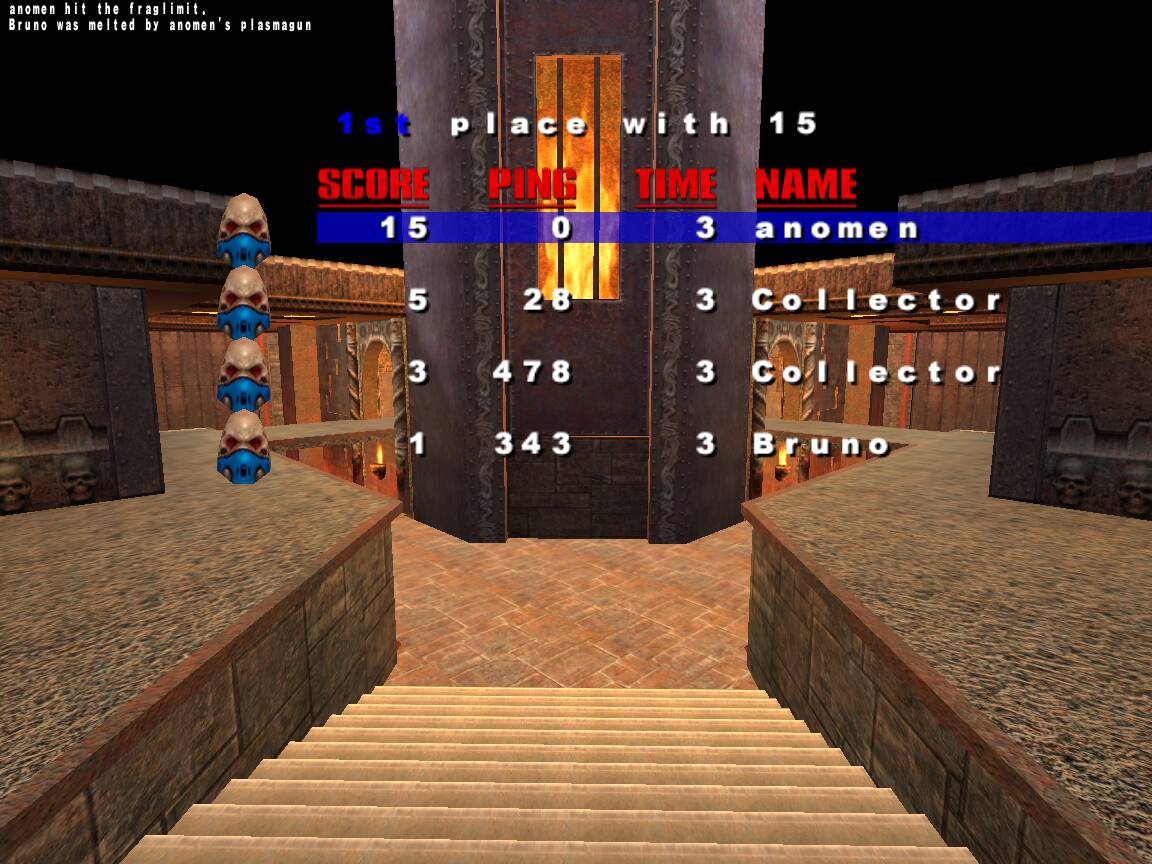 anomen hit the fraglimit.
Bruno was melted by anomen's plasmagun
1st place with 15
SCORE PING TIME NAME
15 0 3 anomen
5 28 3 Collector
3 478 3 Collector
1 343 3 Bruno